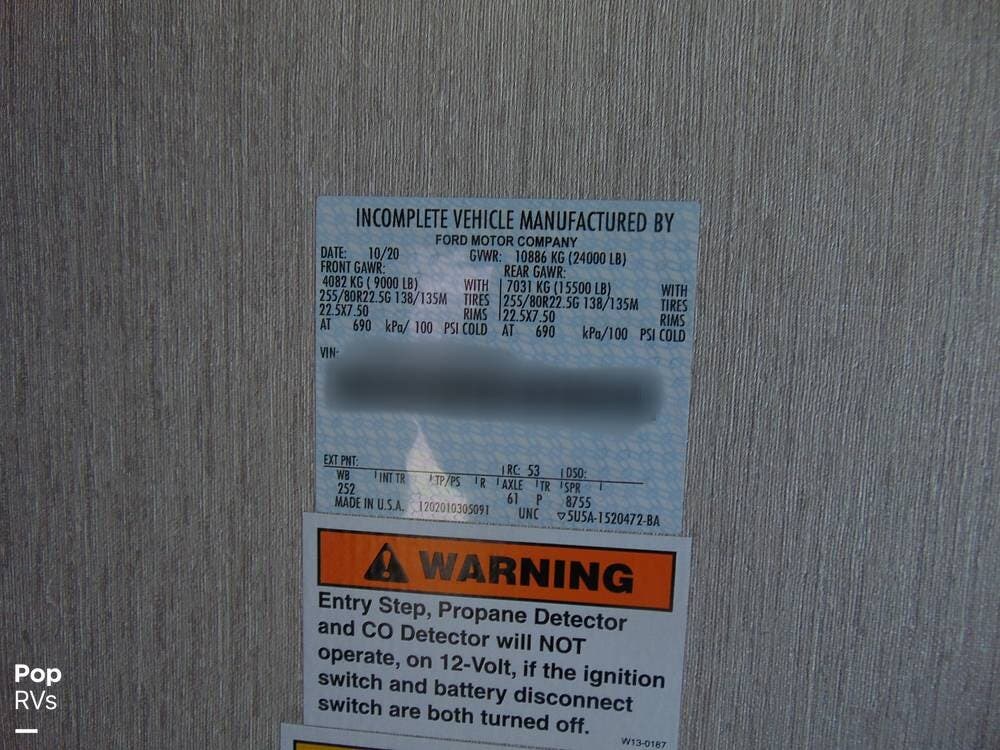 INCOMPLETE VEHICLE MANUFACTURED BY
FORD MOTOR COMPANY
DATE: 10/20 GVWR: 10886 KG (24000 LB)
FRONT GAWR: REAR GAWR:
4082 KG ( 9000 LB) WITH 7031 KG (15500 LB) WITH
255/80R22.5G 138/135M TIRES 255/80R22.5G 138/135M TIRES
22.5X7.50 RIMS 22.5X7.50 RIMS
AT 690 kPa/ 100 PSI COLD AT 690 kPa/100 PSI COLD
VIN:
EXT PNT: RC: 53 DSO:
WB INT TR TP/PS R AXLE TR SPR
252 61 P 8755
MADE IN U.S.A. 1202010305091 UNC ▽5U5A-1520472-BA
WARNING
Entry Step, Propane Detector
and CO Detector will NOT
operate, on 12-Volt, if the ignition
switch and battery disconnect
switch are both turned off.
W13-0187
Pop
RVs